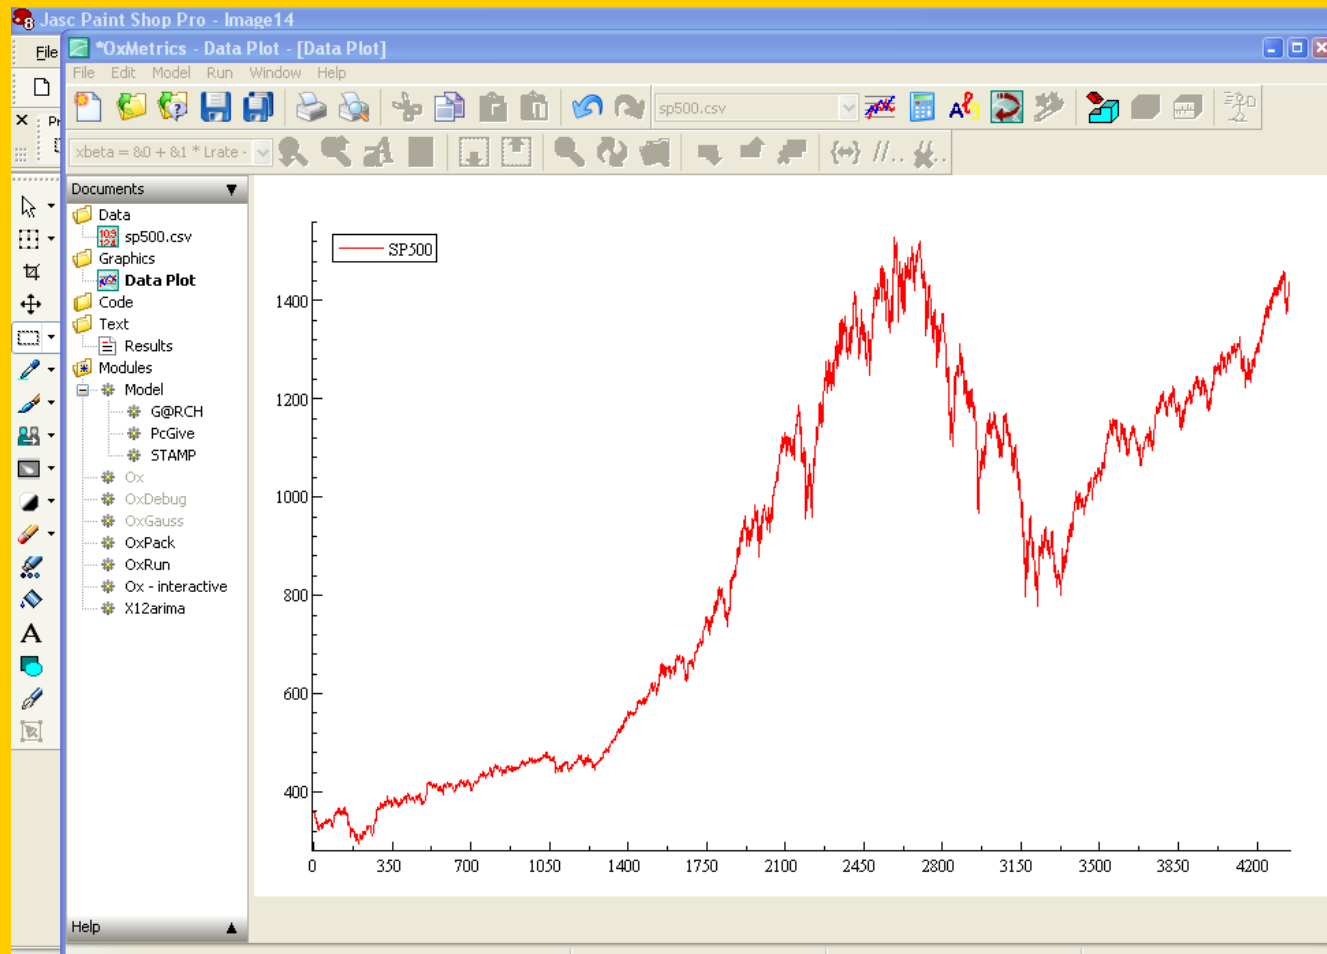 Jasc Paint Shop Pro - Image14
File
*OxMetrics - Data Plot - [Data Plot]
File Edit Model Run Window Help
sp500.csv
xbeta = &0 + &1 * Lrate -
Documents
Data
sp500.csv
Graphics
Data Plot
Code
Text
Results
Modules
Model
G@RCH
PcGive
STAMP
Ox
OxDebug
OxGauss
OxPack
OxRun
Ox - interactive
X12arima
Help
SP500
1400
1200
1000
800
600
400
0 350 700 1050 1400 1750 2100 2450 2800 3150 3500 3850 4200